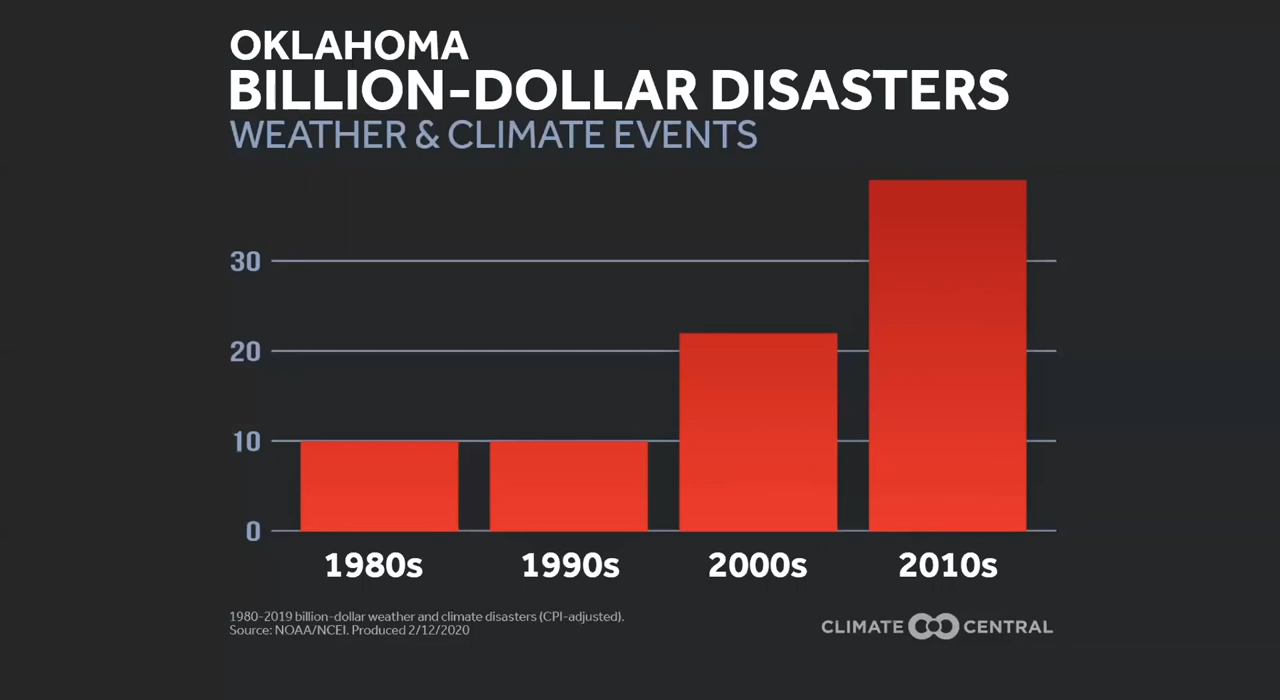 OKLAHOMA
BILLION-DOLLAR DISASTERS
WEATHER & CLIMATE EVENTS
30
20
10
0
1980s 1990s 2000s 2010s
1980-2019 billion-dollar weather and climate disasters (CPI-adjusted).
Source: NOAA/NCEI. Produced 2/12/2020
CLIMATE CENTRAL